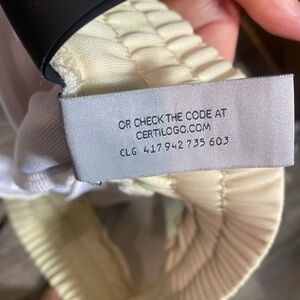 OR CHECK THE CODE AT
CERTILOGO.COM
CLG 417 942 735 603